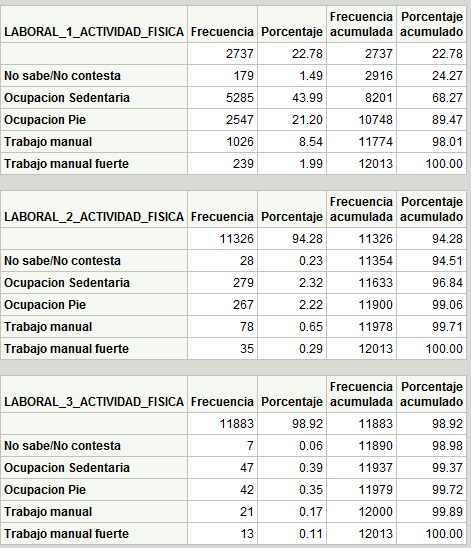 Frecuencia Porcentaje
LABORAL_1_ACTIVIDAD_FISICA Frecuencia Porcentaje acumulada acumulado
2737 22.78 2737 22.78
No sabe/No contesta 179 1.49 2916 24.27
Ocupacion Sedentaria 5285 43.99 8201 68.27
Ocupacion Pie 2547 21.20 10748 89.47
Trabajo manual 1026 8.54 11774 98.01
Trabajo manual fuerte 239 1.99 12013 100.00
Frecuencia Porcentaje
LABORAL_2_ACTIVIDAD_FISICA Frecuencia Porcentaje acumulada acumulado
11326 94.28 11326 94.28
No sabe/No contesta 28 0.23 11354 94.51
Ocupacion Sedentaria 279 2.32 11633 96.84
Ocupacion Pie 267 2.22 11900 99.06
Trabajo manual 78 0.65 11978 99.71
Trabajo manual fuerte 35 0.29 12013 100.00
Frecuencia Porcentaje
LABORAL_3_ACTIVIDAD_FISICA Frecuencia Porcentaje acumulada acumulado
11883 98.92 11883 98.92
No sabe/No contesta 7 0.06 11890 98.98
Ocupacion Sedentaria 47 0.39 11937 99.37
Ocupacion Pie 42 0.35 11979 99.72
Trabajo manual 21 0.17 12000 99.89
Trabajo manual fuerte 13 0.11 12013 100.00